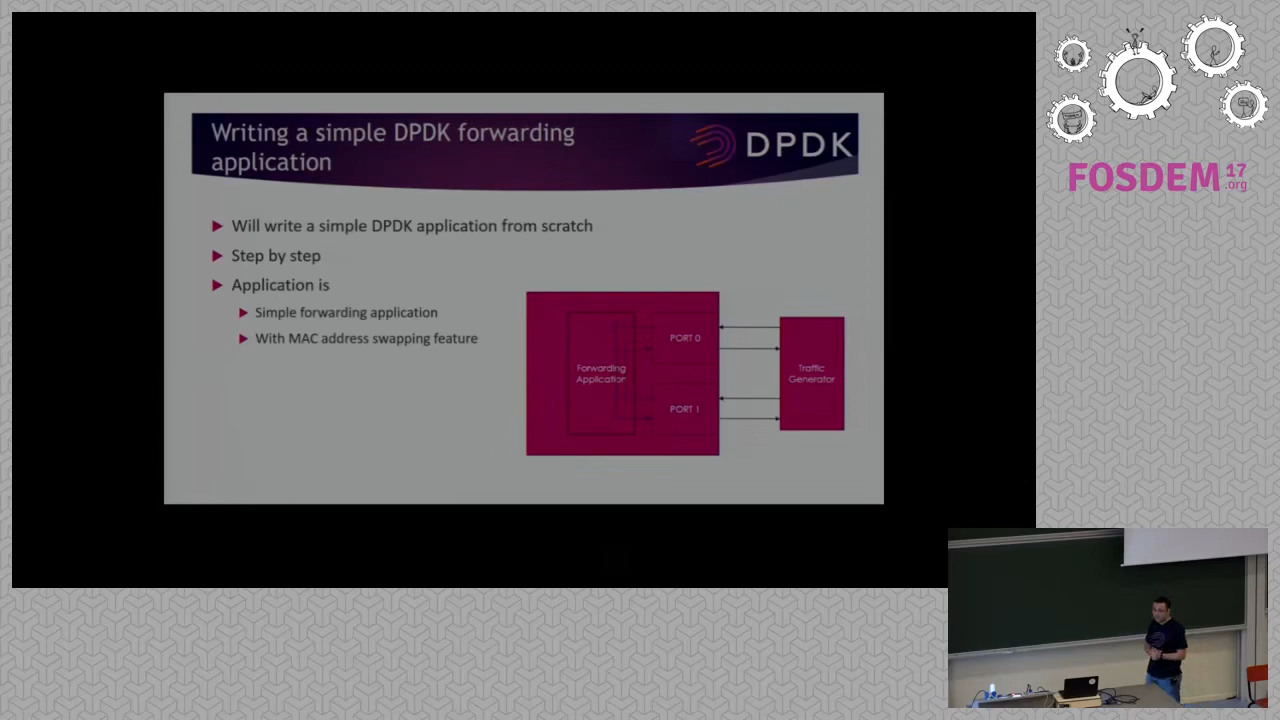 Writing a simple DPDK forwarding
application
DPDK
Will write a simple DPDK application from scratch
Step by step
Application is
Simple forwarding application
With MAC address swapping feature
Forwarding
Application
PORT 0
PORT 1
Traffic
Generator
FOSDEM 17
.org